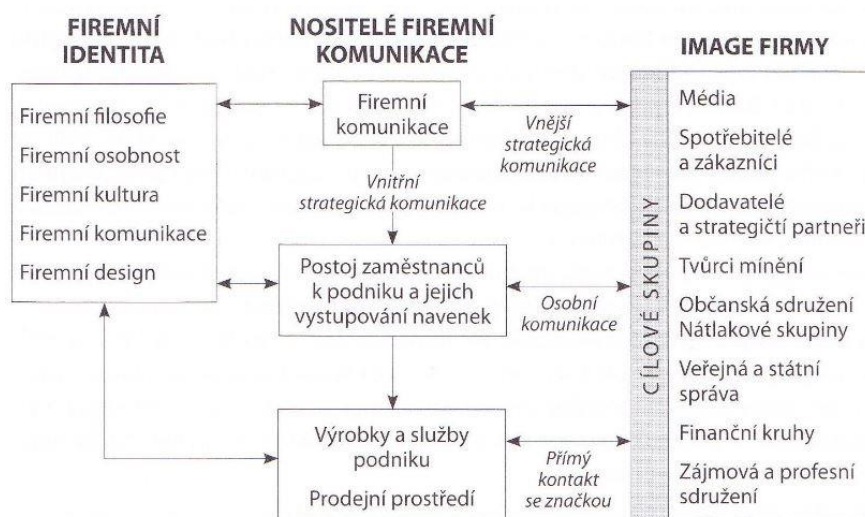 FIREMNÍ
IDENTITA
Firemní filosofie
Firemní osobnost
Firemní kultura
Firemní komunikace
Firemní design
NOSITELÉ FIREMNÍ
KOMUNIKACE
Firemní
komunikace
Vnitřní
strategická komunikace
Postoj zaměstnanců
k podniku a jejich
vystupování navenek
Výrobky a služby
podniku
Prodejní prostředí
Vnější
strategická
komunikace
Osobní
komunikace
Přímý
kontakt
se značkou
IMAGE FIRMY
CÍLOVÉ SKUPINY
Média
Spotřebitelé
a zákazníci
Dodavatelé
a strategičtí partneři
Tvůrci mínění
Občanská sdružení
Nátlakové skupiny
Veřejná a státní
správa
Finanční kruhy
Zájmová a profesní
sdružení